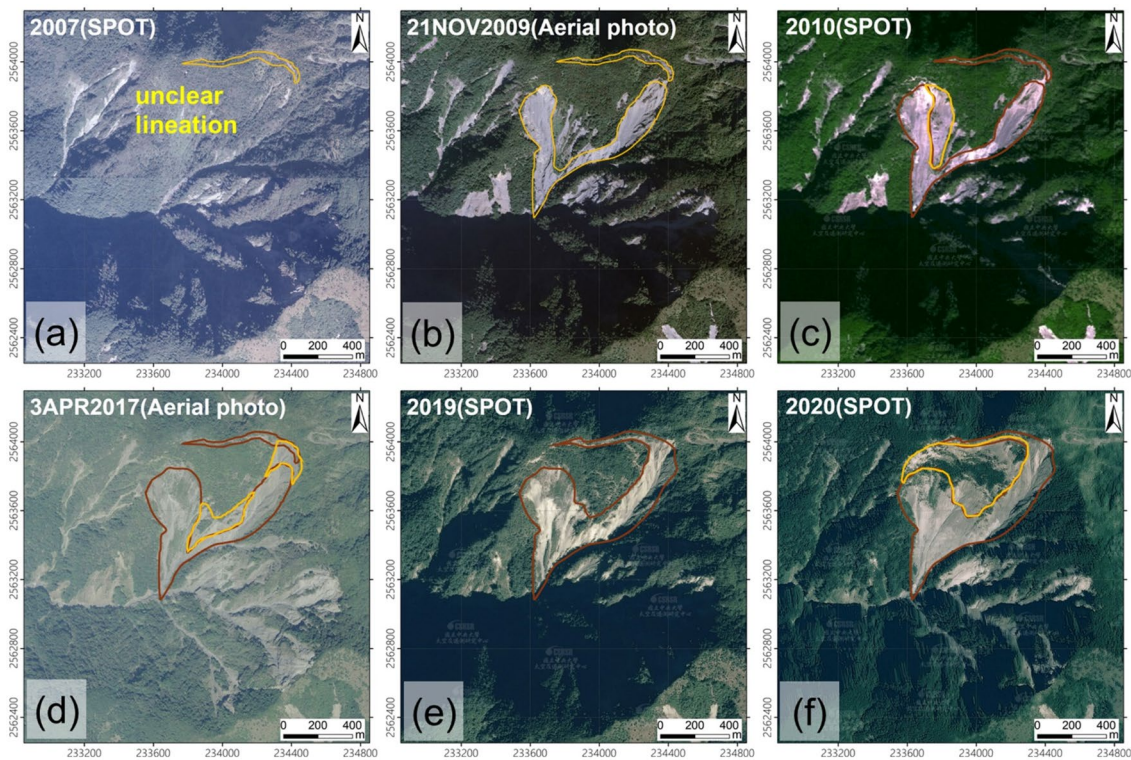 2007(SPOT)
N
unclear
lineation
(a)
0 200 400
m
2564000
2563600
2563200
2562800
2562400
233200 233600 234000 234400 234800
21NOV2009(Aerial photo)
N
(b)
0 200 400
m
233200 233600 234000 234400 234800
2010(SPOT)
N
(c)
0 200 400
m
233200 233600 234000 234400 234800
3APR2017(Aerial photo)
N
(d)
0 200 400
m
2564000
2563600
2563200
2562800
2562400
233200 233600 234000 234400 234800
2019(SPOT)
N
(e)
0 200 400
m
233200 233600 234000 234400 234800
2020(SPOT)
N
(f)
0 200 400
m
233200 233600 234000 234400 234800